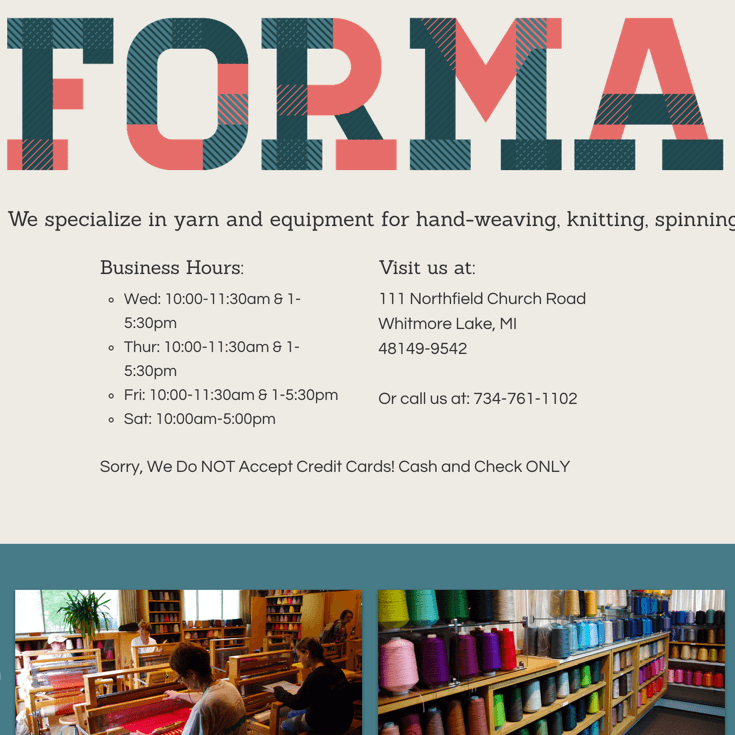 FORMA
We specialize in yarn and equipment for hand-weaving, knitting, spinning
Business Hours:
Wed: 10:00-11:30am & 1-
5:30pm
Thur: 10:00-11:30am & 1-
5:30pm
Fri: 10:00-11:30am & 1-5:30pm
Sat: 10:00am-5:00pm
Visit us at:
111 Northfield Church Road
Whitmore Lake, MI
48149-9542
Or call us at: 734-761-1102
Sorry, We Do NOT Accept Credit Cards! Cash and Check ONLY